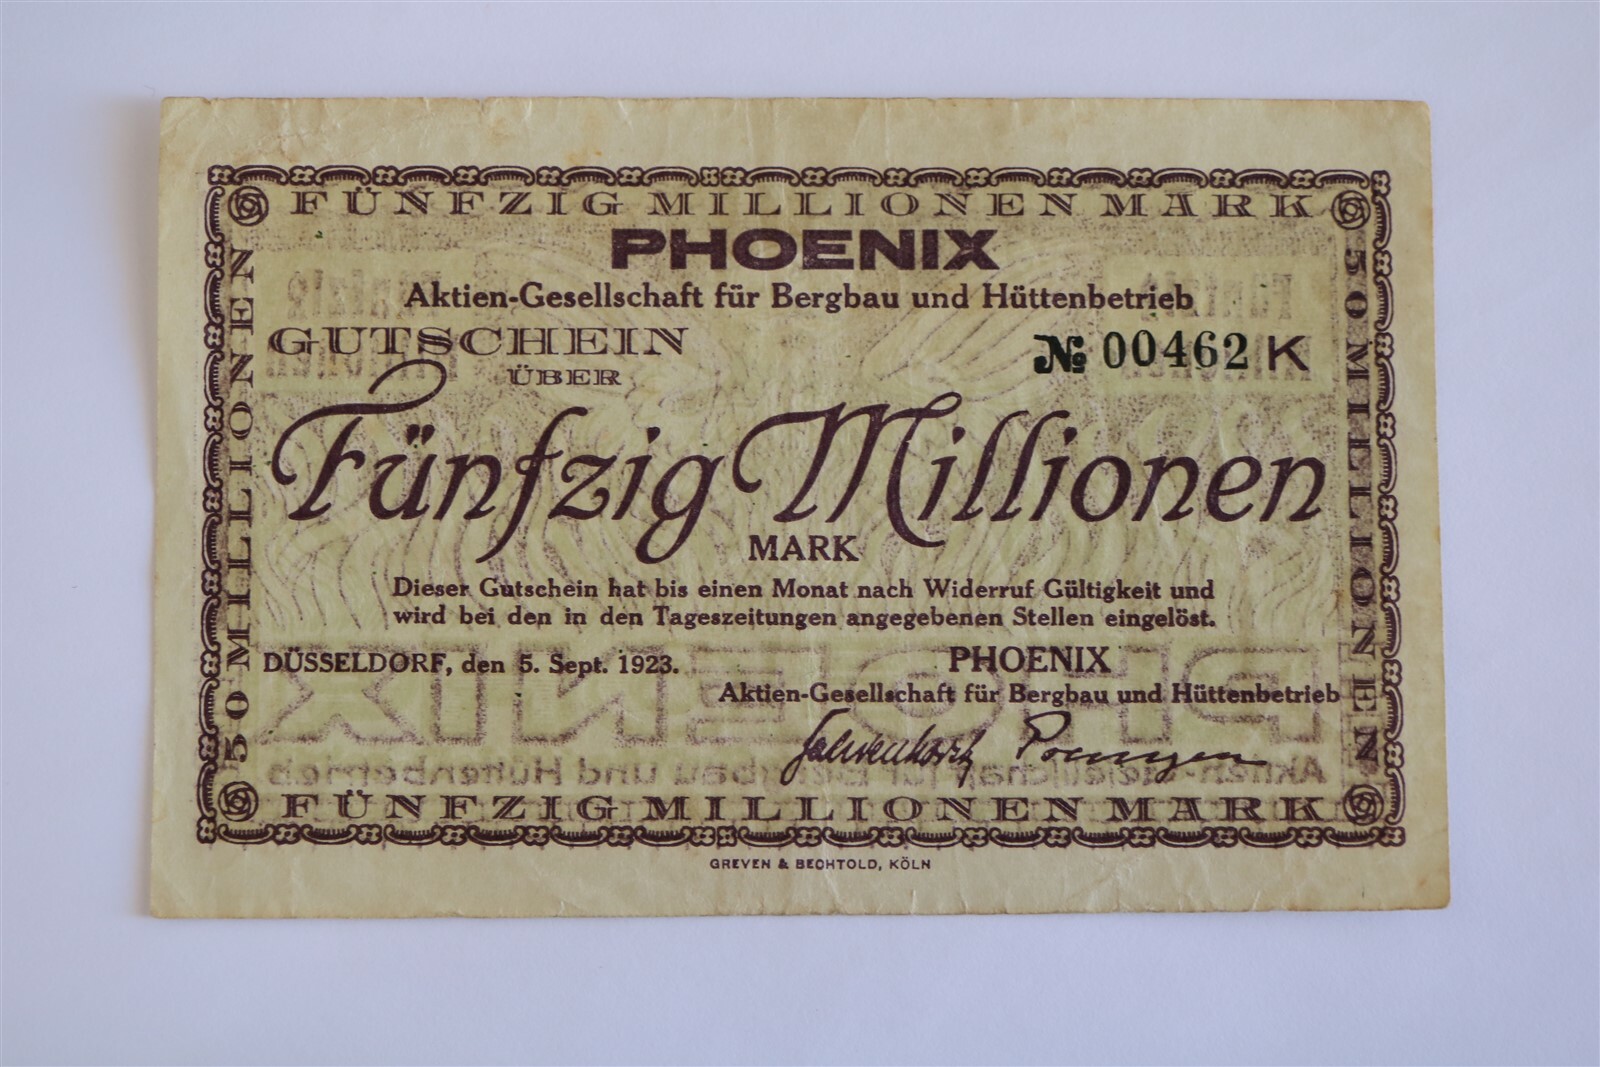 FÜNFZIG MILLIONEN MARK
PHOENIX
Aktien-Gesellschaft für Bergbau und Hüttenbetrieb
GUTSCHEIN
ÜBER
№ 00462 K
Fünfzig Millionen
MARK
Dieser Gutschein hat bis einen Monat nach Widerruf Gültigkeit und
wird bei den in den Tageszeitungen angegebenen Stellen eingelöst.
DÜSSELDORF, den 5. Sept. 1923.
PHOENIX
Aktien-Gesellschaft für Bergbau und Hüttenbetrieb
FÜNFZIG MILLIONEN MARK
50 MILLIONEN
50 MILLIONEN
GREVEN & BECHTOLD, KÖLN